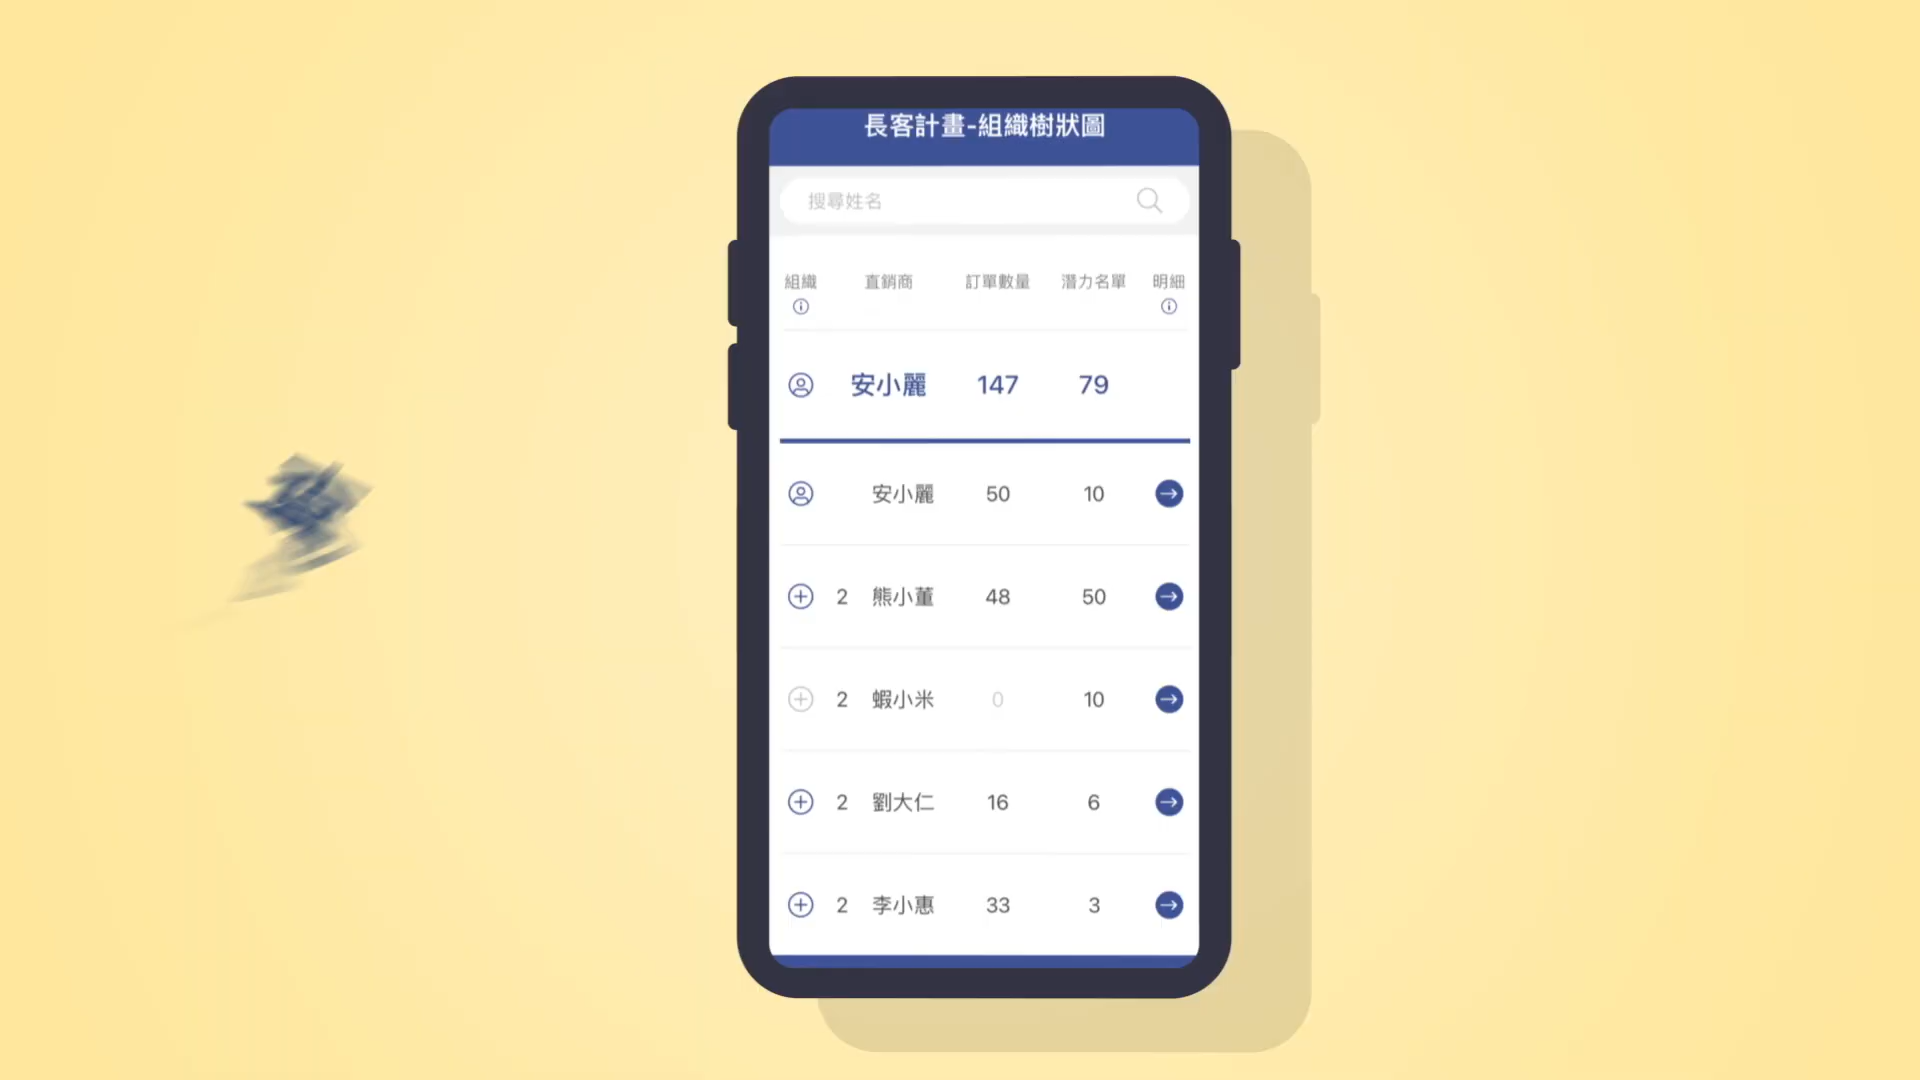 長客計畫-組織樹狀圖
搜尋姓名
組織 直銷商 訂單數量 潛力名單 明細
安小麗 147 79
安小麗 50 10
2 熊小董 48 50
2 蝦小米 0 10
2 劉大仁 16 6
2 李小惠 33 3